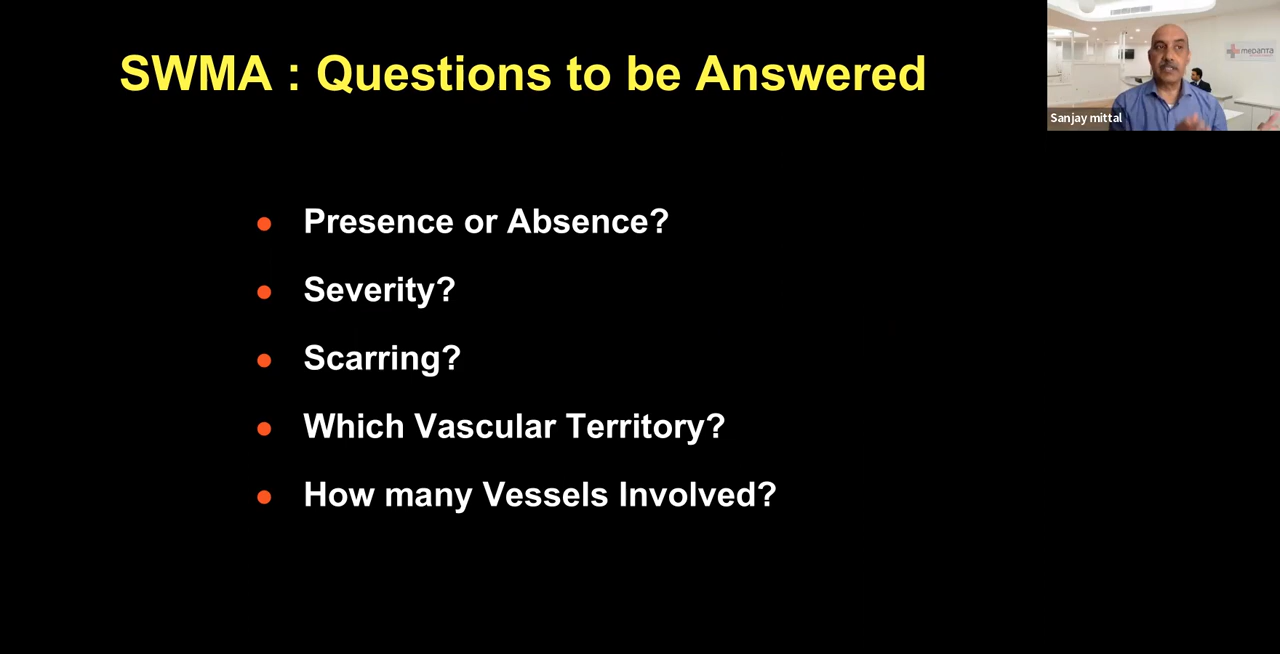 SWMA : Questions to be Answered
medanta
Sanjay mittal
Presence or Absence?
Severity?
Scarring?
Which Vascular Territory?
How many Vessels Involved?